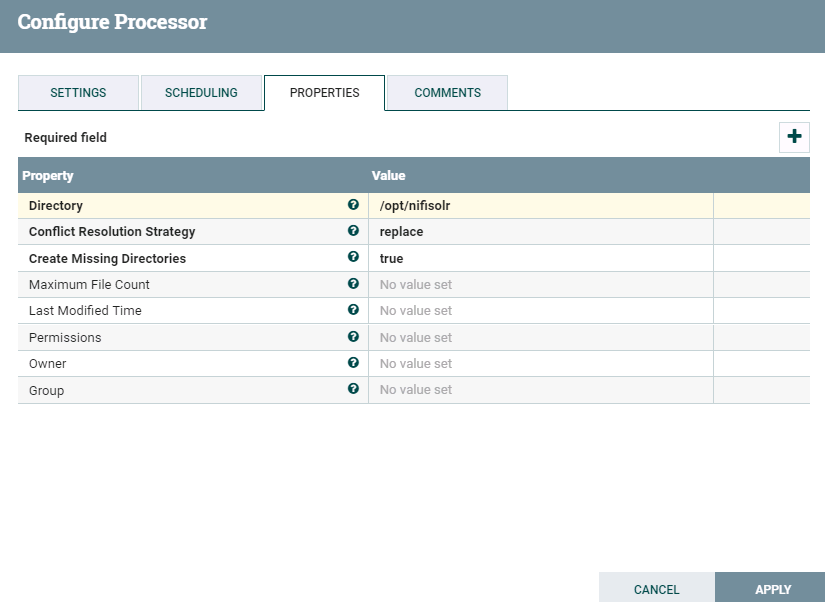 Configure Processor
SETTINGS SCHEDULING PROPERTIES COMMENTS
Required field
Property Value
Directory /opt/nifisolr
Conflict Resolution Strategy replace
Create Missing Directories true
Maximum File Count No value set
Last Modified Time No value set
Permissions No value set
Owner No value set
Group No value set
CANCEL APPLY